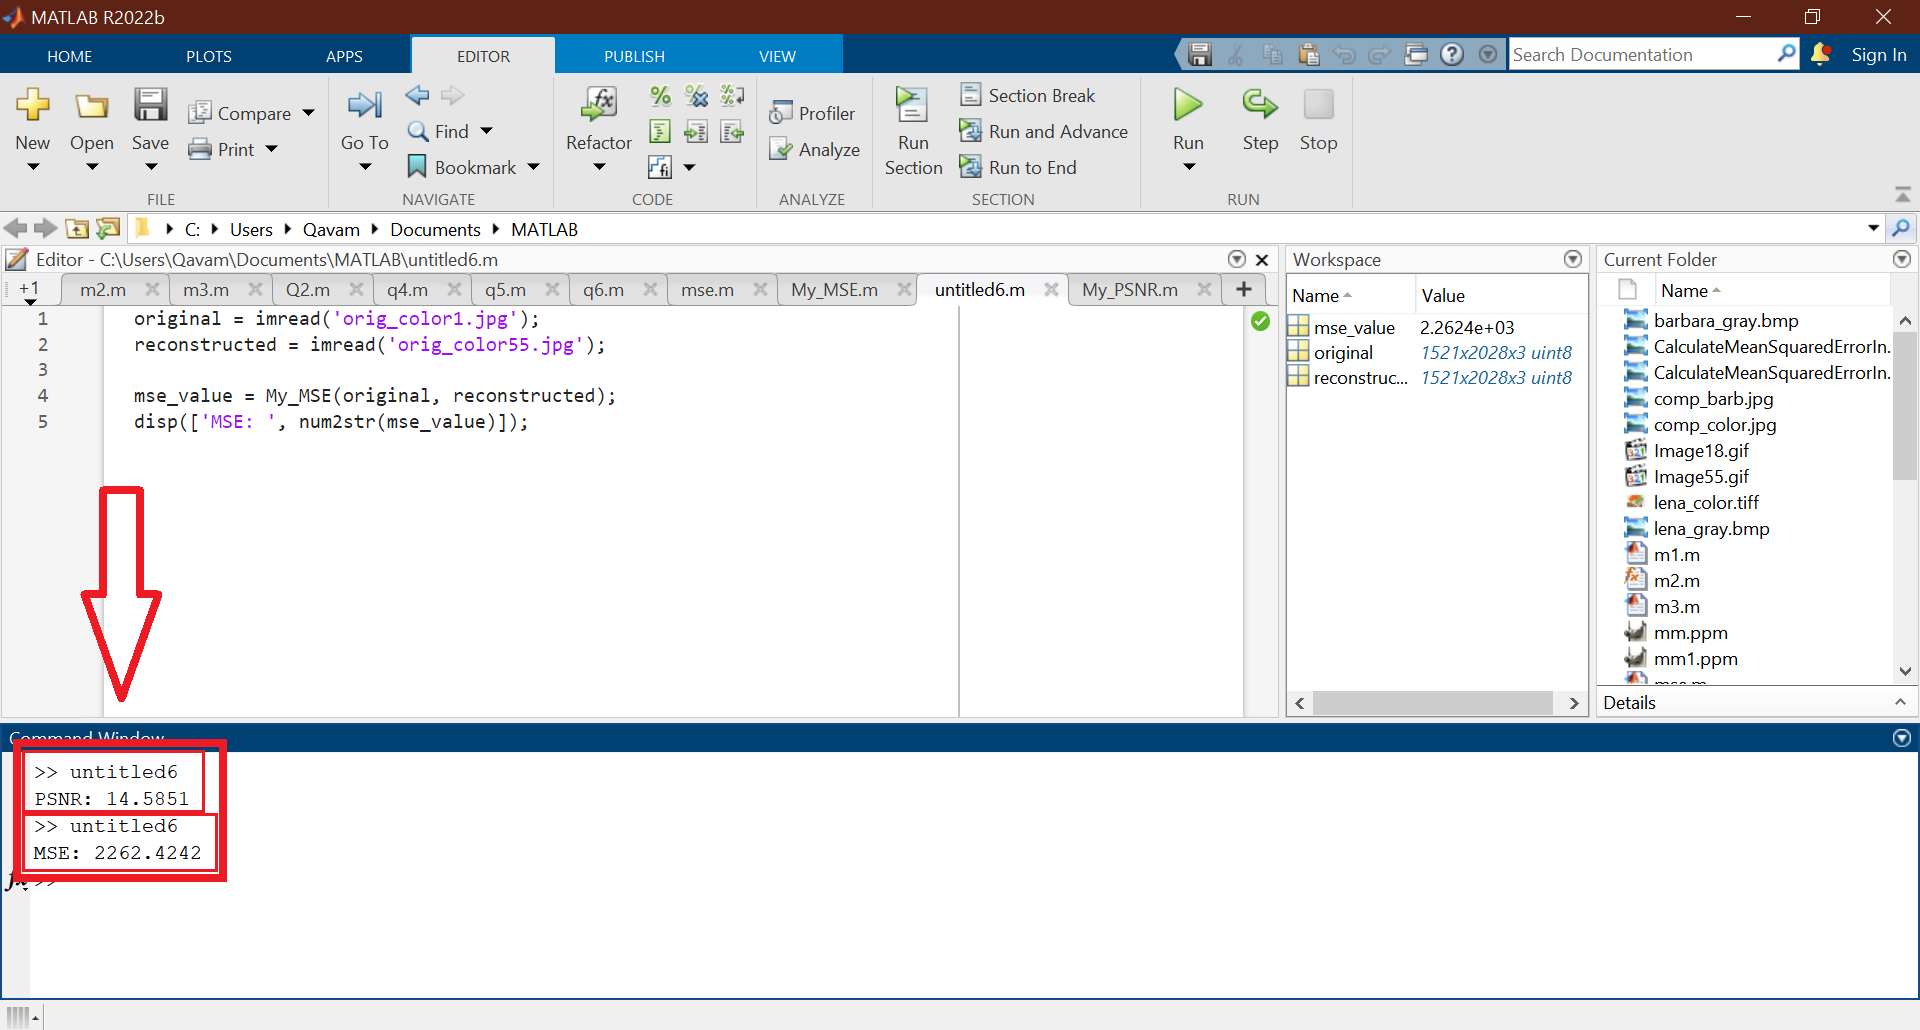 MATLAB R2022b
HOME PLOTS APPS EDITOR PUBLISH VIEW
Search Documentation
Sign In
New
Open
Save
Compare
Print
FILE
Go To
Find
Bookmark
NAVIGATE
Refactor
CODE
Profiler
Analyze
ANALYZE
Run Section
Section Break
Run and Advance
Run to End
SECTION
Run
Step
Stop
RUN
C: Users Qavam Documents MATLAB
Editor - C:\Users\Qavam\Documents\MATLAB\untitled6.m
+1 m2.m m3.m Q2.m q4.m q5.m q6.m mse.m My_MSE.m untitled6.m My_PSNR.m
1 original = imread('orig_color1.jpg');
2 reconstructed = imread('orig_color55.jpg');
3
4 mse_value = My_MSE(original, reconstructed);
5 disp(['MSE: ', num2str(mse_value)]);
Workspace
Name Value
mse_value 2.2624e+03
original 1521x2028x3 uint8
reconstruc... 1521x2028x3 uint8
Current Folder
Name
barbara_gray.bmp
CalculateMeanSquaredErrorIn.
CalculateMeanSquaredErrorIn.
comp_barb.jpg
comp_color.jpg
Image18.gif
Image55.gif
lena_color.tiff
lena_gray.bmp
m1.m
m2.m
m3.m
mm.ppm
mm1.ppm
mse.m
Details
Command Window
>> untitled6
PSNR: 14.5851
>> untitled6
MSE: 2262.4242
fx >>